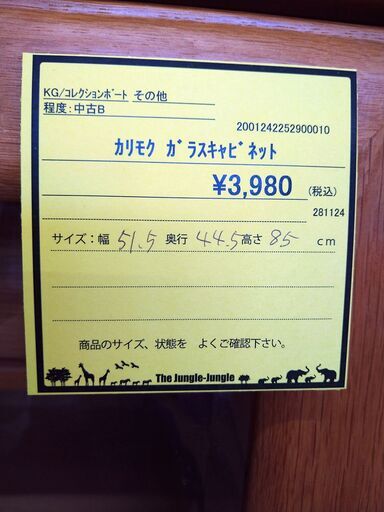 KG/コレクションボート その他
程度:中古B
2001242252900010
カリモク ガラスキャビネット
¥3,980 (税込)
281124
サイズ:幅 51.5 奥行 44.5 高さ 85 cm
商品のサイズ、状態を よくご確認下さい。
The Jungle-Jungle